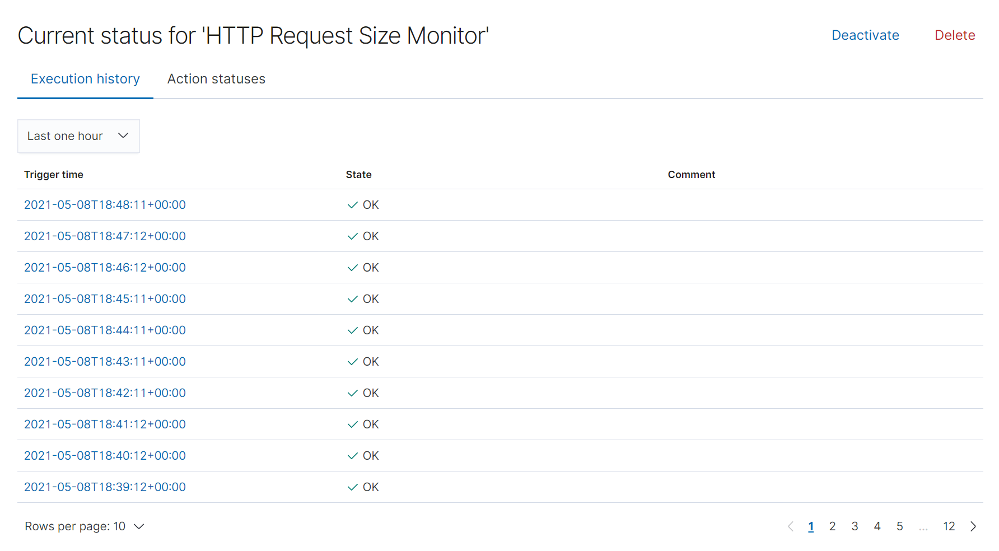 Current status for 'HTTP Request Size Monitor'
Deactivate
Delete
Execution history
Action statuses
Last one hour
Trigger time State Comment
2021-05-08T18:48:11+00:00 OK
2021-05-08T18:47:12+00:00 OK
2021-05-08T18:46:12+00:00 OK
2021-05-08T18:45:11+00:00 OK
2021-05-08T18:44:11+00:00 OK
2021-05-08T18:43:11+00:00 OK
2021-05-08T18:42:11+00:00 OK
2021-05-08T18:41:12+00:00 OK
2021-05-08T18:40:12+00:00 OK
2021-05-08T18:39:12+00:00 OK
Rows per page: 10
1 2 3 4 5 ... 12